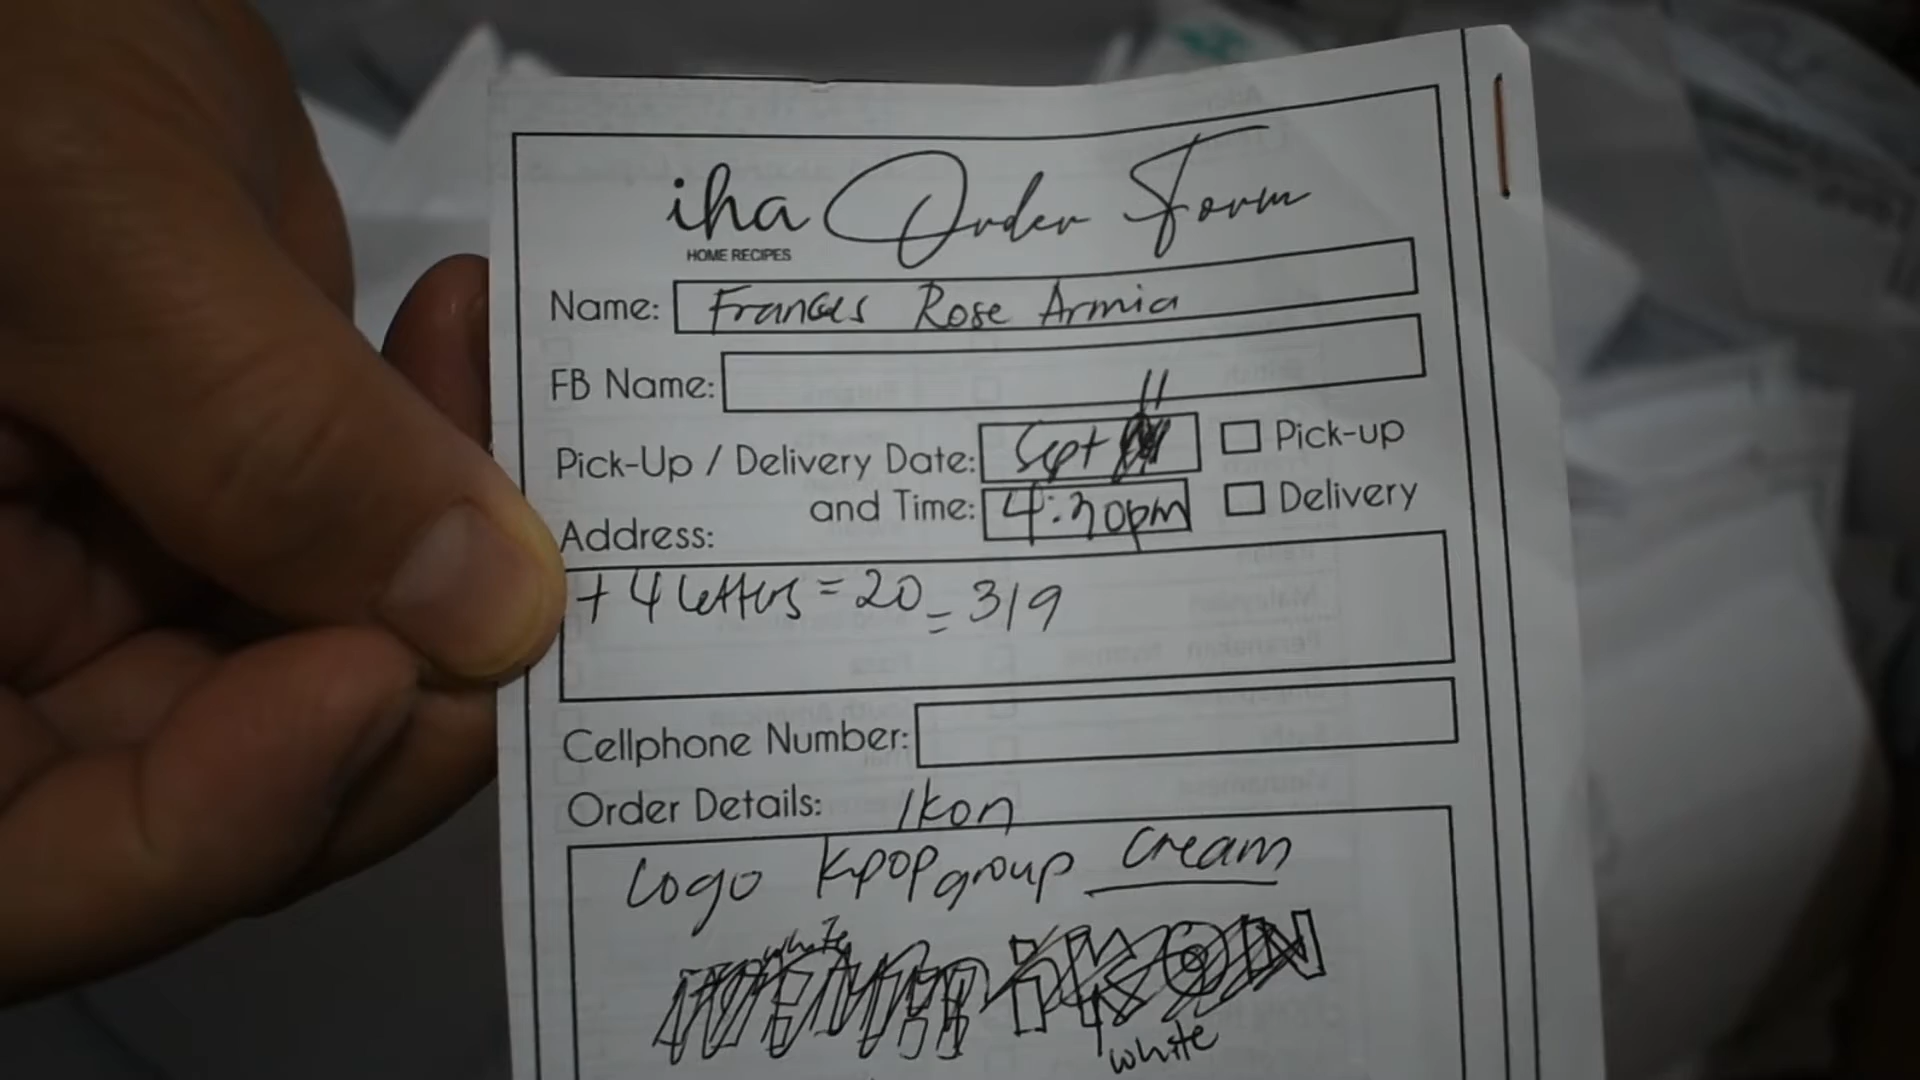 iha Order Form
HOME RECIPES
Name: Frances Rose Armia
FB Name:
11
Pick-Up / Delivery Date: Sept
Pick-up
and Time: 4:30pm
Delivery
Address:
+ 4 letters = 20 = 319
Cellphone Number:
Order Details: Ikon
Logo Kpop group cream
white
iKON
white